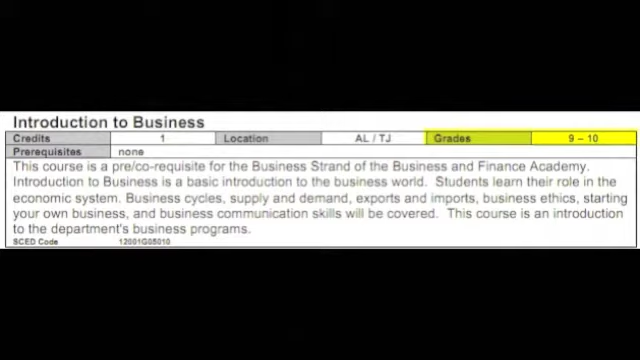 Introduction to Business
Credits 1 Location AL / TJ Grades 9 – 10
Prerequisites none
This course is a pre/co-requisite for the Business Strand of the Business and Finance Academy.
Introduction to Business is a basic introduction to the business world. Students learn their role in the
economic system. Business cycles, supply and demand, exports and imports, business ethics, starting
your own business, and business communication skills will be covered. This course is an introduction
to the department's business programs.
SCED Code 12001G05010